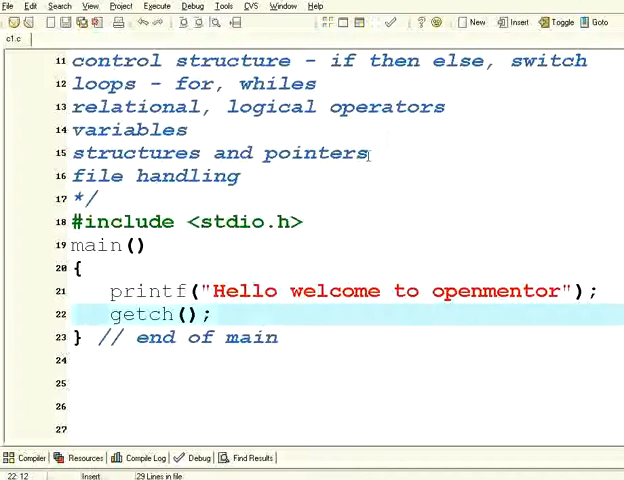 File Edit Search View Project Execute Debug Tools CVS Window Help
New Insert Toggle Goto
c1.c
11 control structure - if then else, switch
12 loops - for, whiles
13 relational, logical operators
14 variables
15 structures and pointers
16 file handling
17 */
18 #include <stdio.h>
19 main()
20 {
21 printf("Hello welcome to openmentor");
22 getch();
23 } // end of main
24
25
26
27
Compiler Resources Compile Log Debug Find Results
22: 12 Insert 29 Lines in file